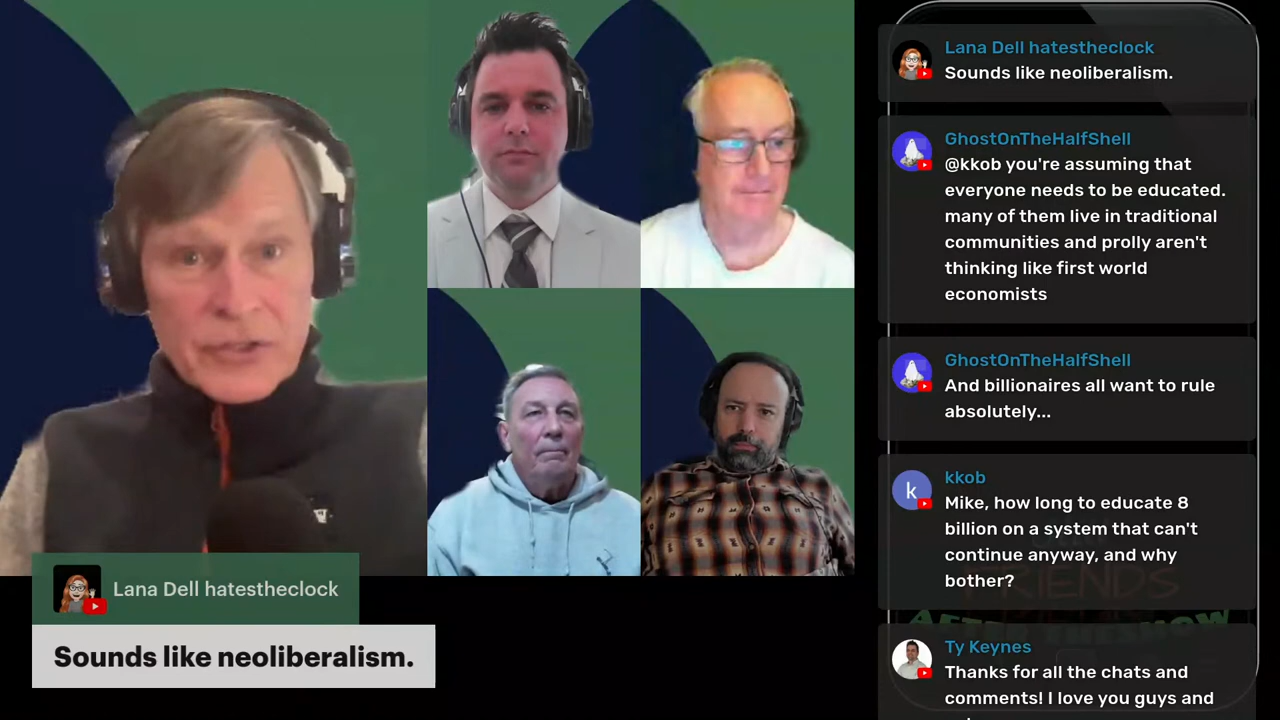 Lana Dell hatestheclock
Sounds like neoliberalism.
Lana Dell hatestheclock
Sounds like neoliberalism.
GhostOnTheHalfShell
@kkob you're assuming that
everyone needs to be educated.
many of them live in traditional
communities and prolly aren't
thinking like first world
economists
GhostOnTheHalfShell
And billionaires all want to rule
absolutely...
k
kkob
Mike, how long to educate 8
billion on a system that can't
continue anyway, and why
bother?
FRIENDS
Ty Keynes
Thanks for all the chats and
comments! I love you guys and